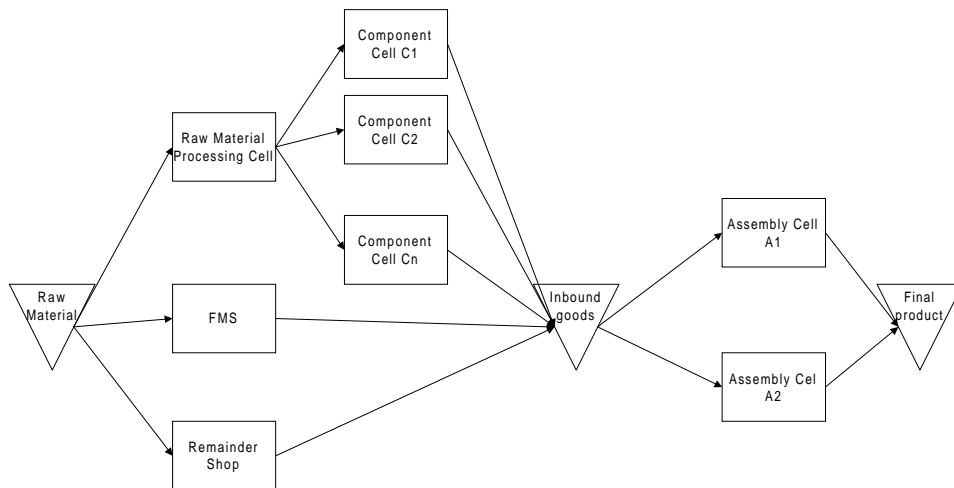 Component
Cell C1
Component
Cell C2
Raw Material
Processing Cell
Component
Cell Cn
Assembly Cell
A1
Raw
Material
FMS
Inbound
goods
Final
product
Assembly Cel
A2
Remainder
Shop